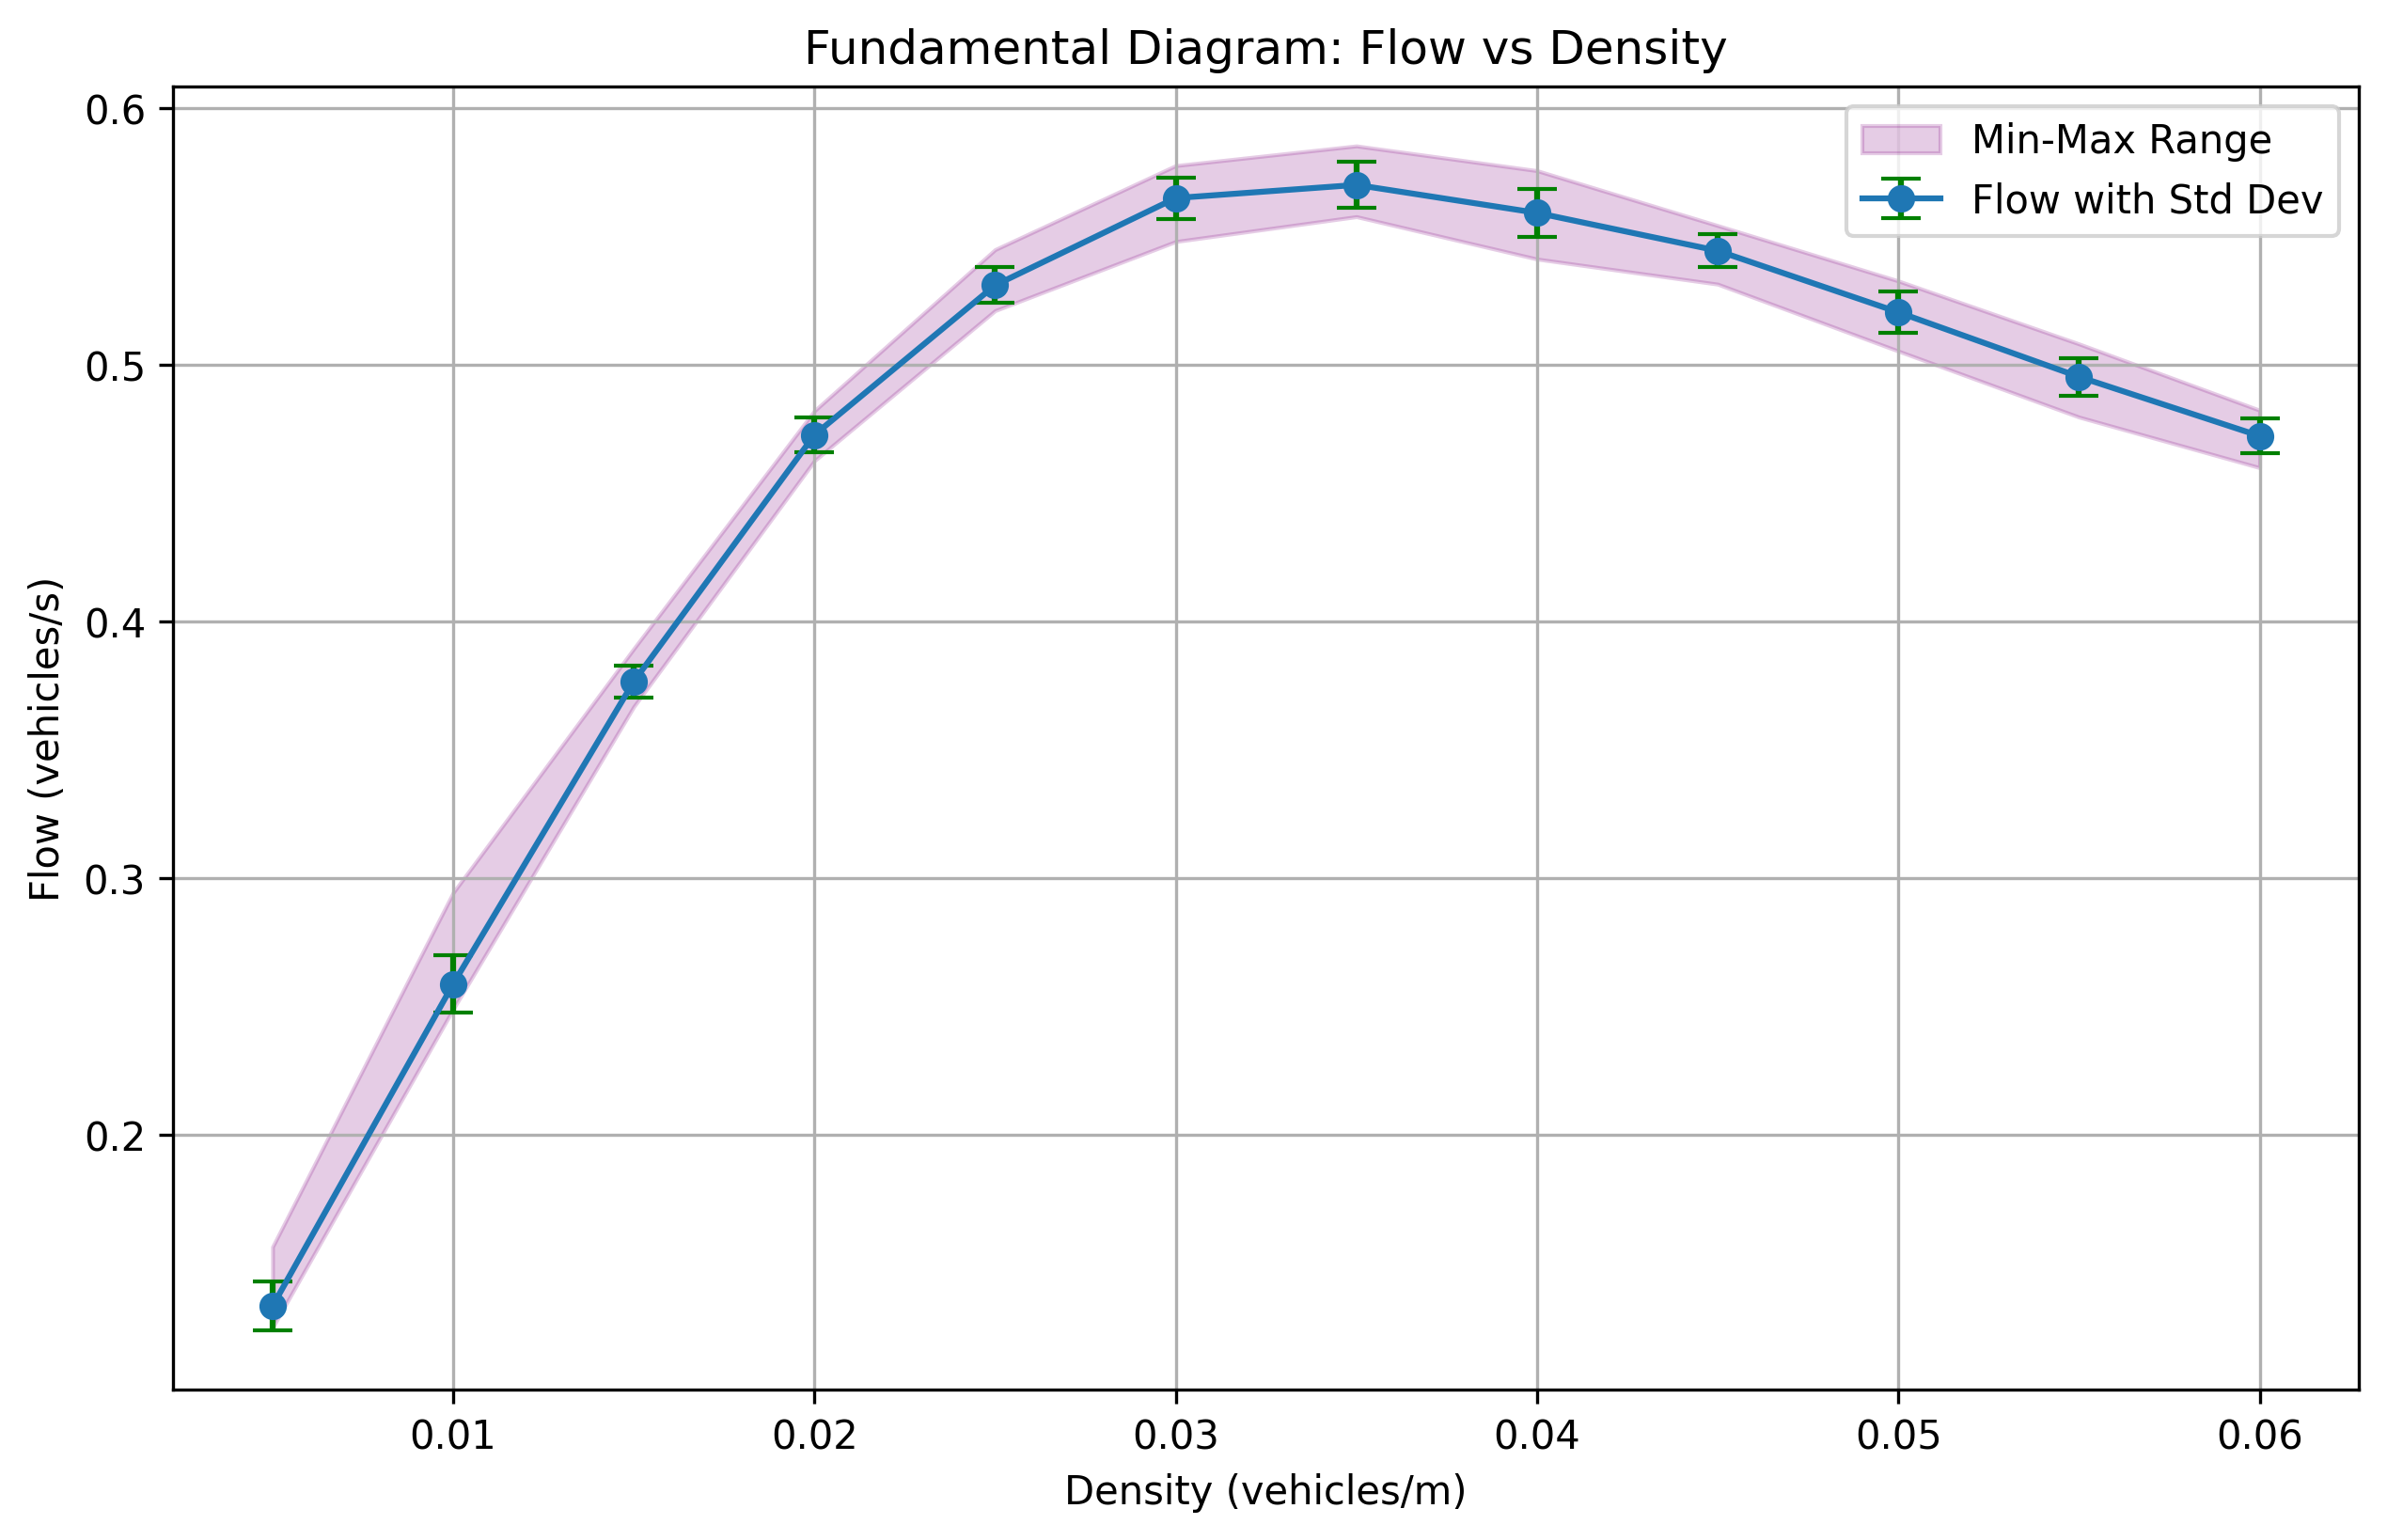 Fundamental Diagram: Flow vs Density
0.6
0.5
0.4
0.3
0.2
Flow (vehicles/s)
Min-Max Range
Flow with Std Dev
0.01 0.02 0.03 0.04 0.05 0.06
Density (vehicles/m)